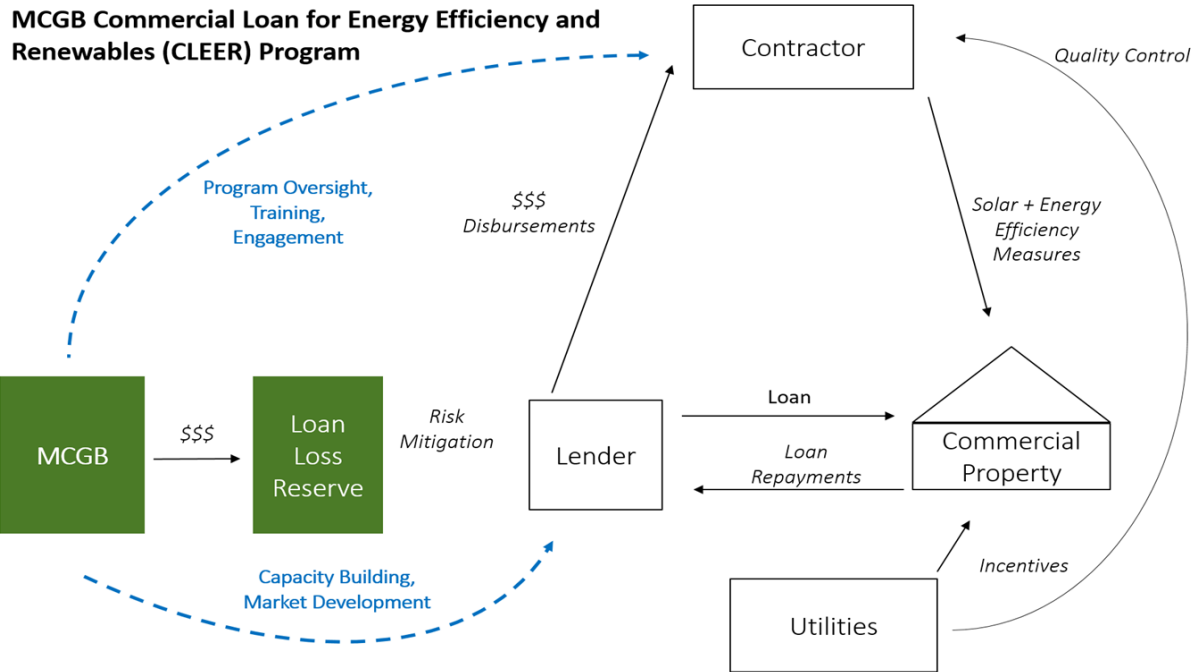 MCGB Commercial Loan for Energy Efficiency and
Renewables (CLEER) Program
Contractor
Quality Control
Program Oversight,
Training,
Engagement
$$$
Disbursements
Solar + Energy
Efficiency
Measures
MCGB
$$$
Loan
Loss
Reserve
Risk
Mitigation
Lender
Loan
Loan
Repayments
Commercial
Property
Capacity Building,
Market Development
Incentives
Utilities